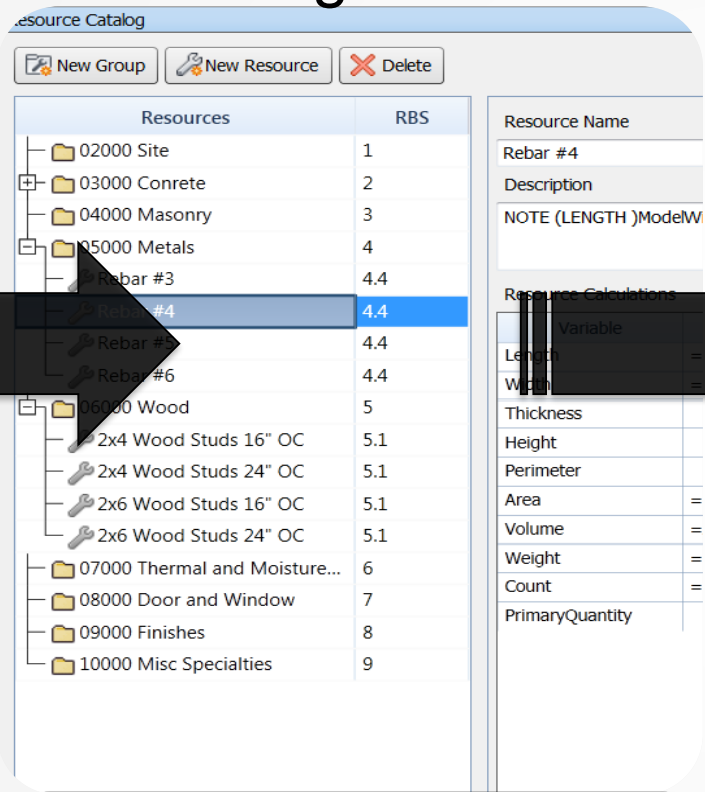 Resource Catalog
New Group New Resource Delete
Resources RBS
02000 Site 1
03000 Conrete 2
04000 Masonry 3
05000 Metals 4
Rebar #3 4.4
Rebar #4 4.4
Rebar #5 4.4
Rebar #6 4.4
06000 Wood 5
2x4 Wood Studs 16" OC 5.1
2x4 Wood Studs 24" OC 5.1
2x6 Wood Studs 16" OC 5.1
2x6 Wood Studs 24" OC 5.1
07000 Thermal and Moisture... 6
08000 Door and Window 7
09000 Finishes 8
10000 Misc Specialties 9
Resource Name
Rebar #4
Description
NOTE (LENGTH )ModelWi
Resource Calculations
Variable
Length =
Width =
Thickness
Height
Perimeter
Area =
Volume =
Weight =
Count =
PrimaryQuantity